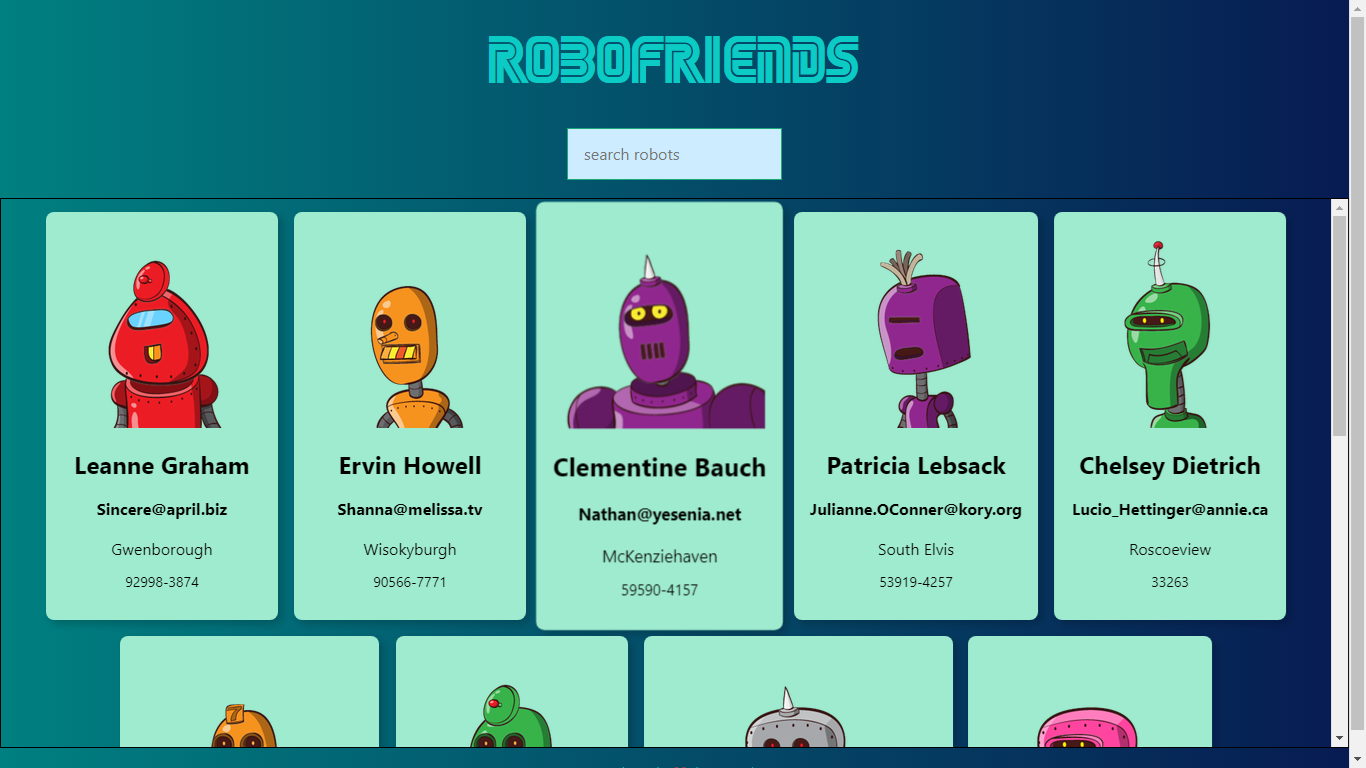 ROBOFRIENDS
search robots
Leanne Graham
Sincere@april.biz
Gwenborough
92998-3874
Ervin Howell
Shanna@melissa.tv
Wisokyburgh
90566-7771
Clementine Bauch
Nathan@yesenia.net
McKenziehaven
59590-4157
Patricia Lebsack
Julianne.OConner@kory.org
South Elvis
53919-4257
Chelsey Dietrich
Lucio_Hettinger@annie.ca
Roscoeview
33263
7